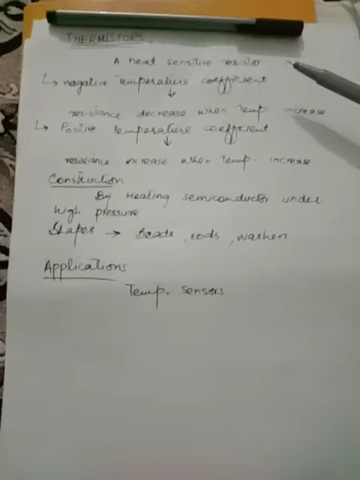 THERMISTORS.
A heat sensitive resistor
↳ negative Temperature coefficient
↓
resistance decrease when Temp. increase
↳ Positive Temperature coefficient
↓
resistance increase when Temp. increase
Construction
By Heating semiconductor under
high pressure
Shapes → Beads, rods, washers
Applications
Temp. sensors